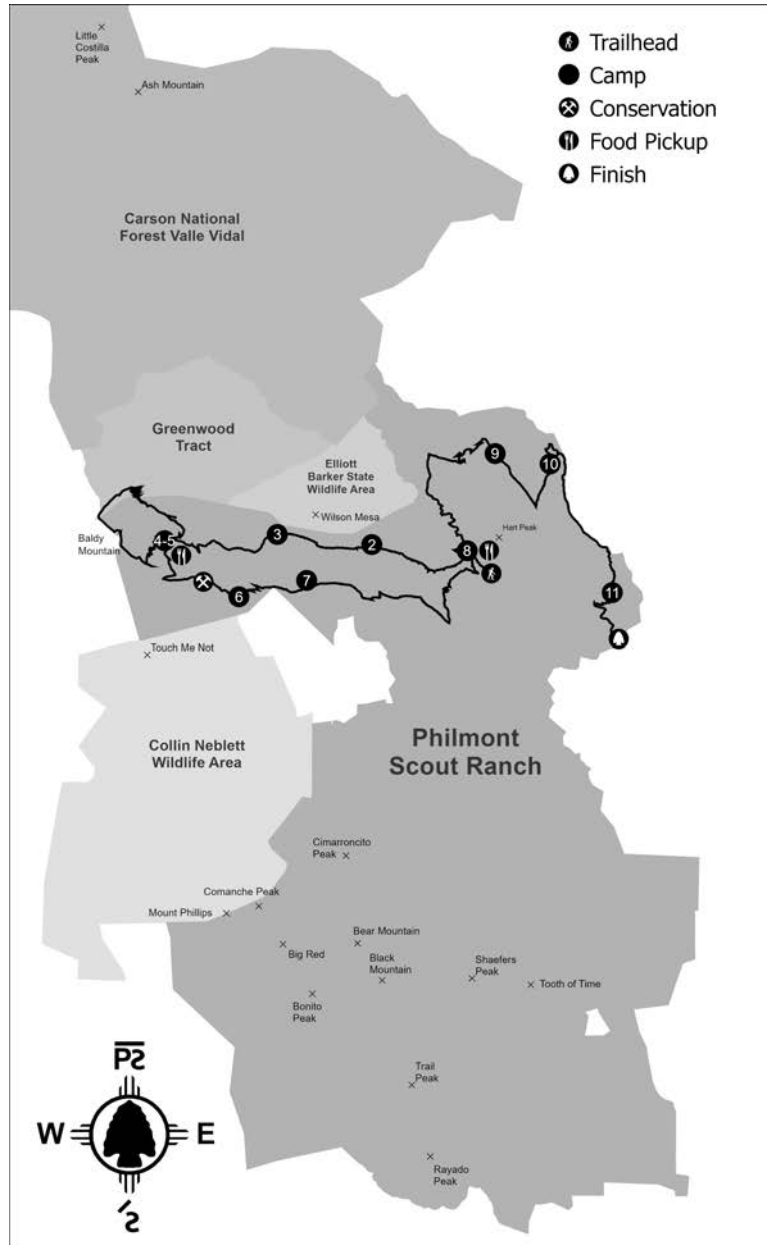 Little
Costilla
Peak
Ash Mountain
Trailhead
Camp
Conservation
Food Pickup
Finish
Carson National
Forest Valle Vidal
Greenwood
Tract
Elliott
Barker State
Wildlife Area
Wilson Mesa
Hart Peak
Baldy
Mountain
9
10
4-5
3
2
8
6
7
11
Touch Me Not
Collin Neblett
Wildlife Area
Philmont
Scout Ranch
Cimarroncito
Peak
Comanche Peak
Mount Phillips
Big Red
Bear Mountain
Black
Mountain
Bonito
Peak
Shaefers
Peak
Tooth of Time
Trail
Peak
Rayado
Peak
W
E